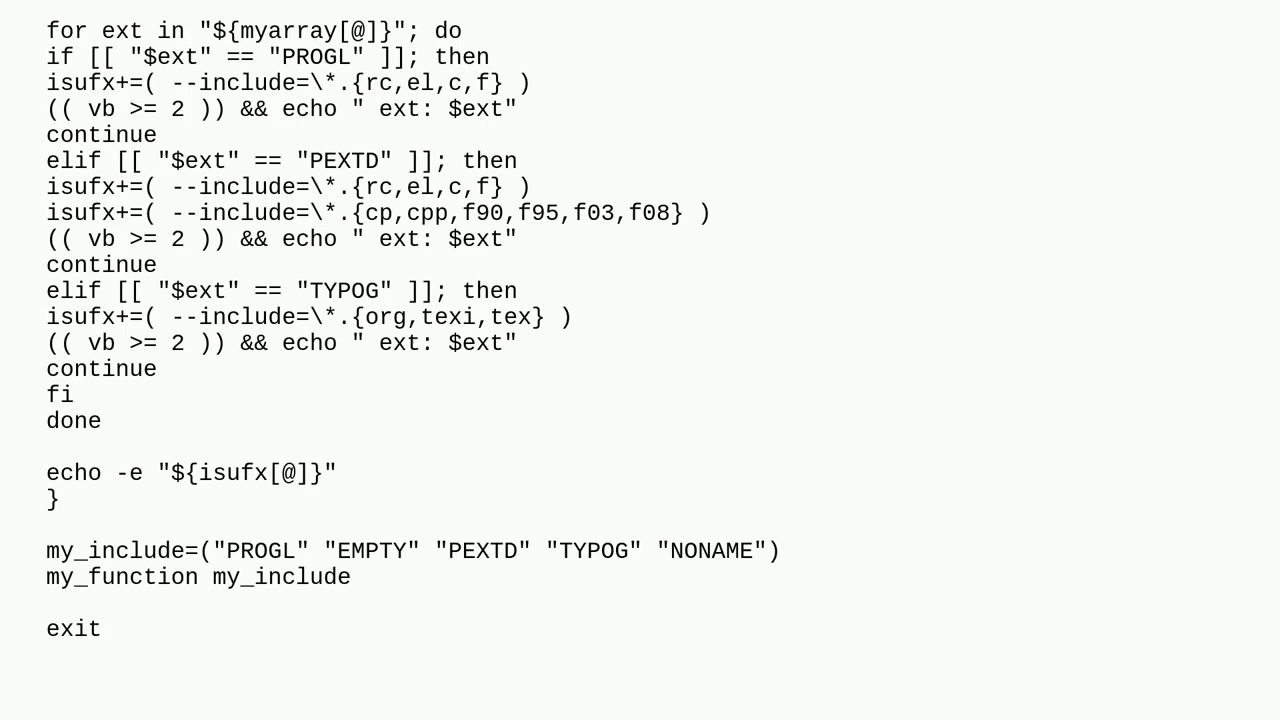 for ext in "${myarray[@]}"; do
if [[ "$ext" == "PROGL" ]]; then
isufx+=( --include=\*.{rc,el,c,f} )
(( vb >= 2 )) && echo " ext: $ext"
continue
elif [[ "$ext" == "PEXTD" ]]; then
isufx+=( --include=\*.{rc,el,c,f} )
isufx+=( --include=\*.{cp,cpp,f90,f95,f03,f08} )
(( vb >= 2 )) && echo " ext: $ext"
continue
elif [[ "$ext" == "TYPOG" ]]; then
isufx+=( --include=\*.{org,texi,tex} )
(( vb >= 2 )) && echo " ext: $ext"
continue
fi
done

echo -e "${isufx[@]}"
}

my_include=("PROGL" "EMPTY" "PEXTD" "TYPOG" "NONAME")
my_function my_include

exit